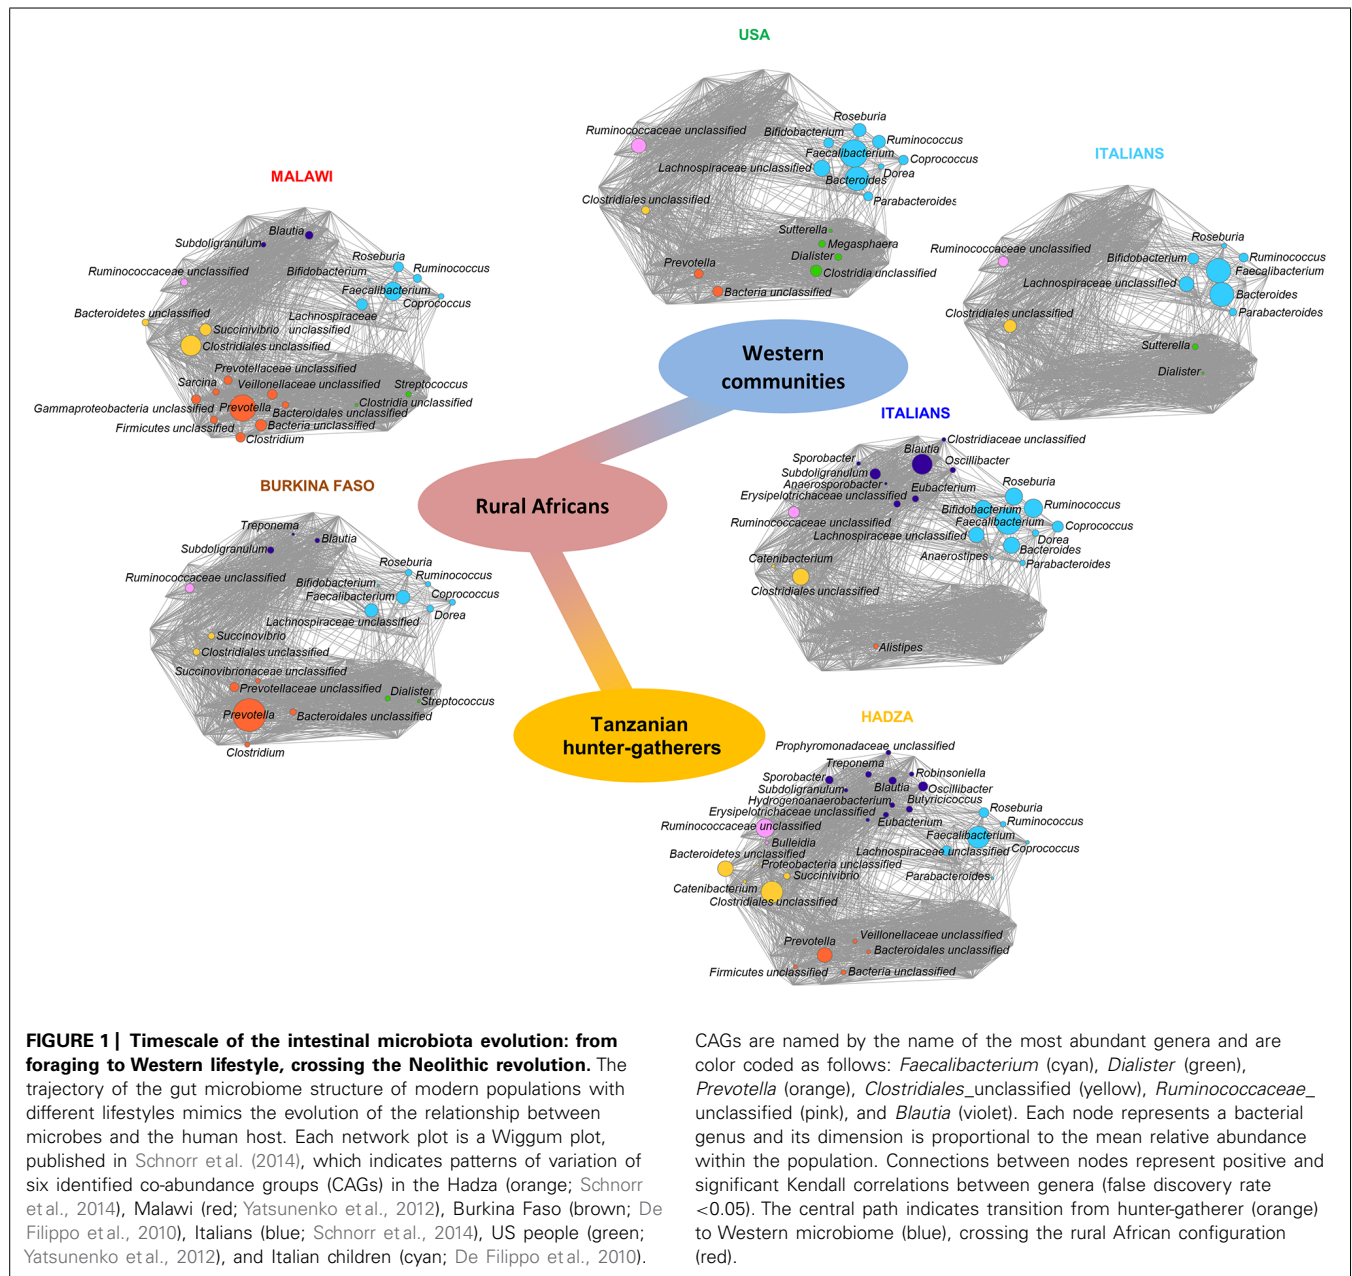 USA
Roseburia
Ruminococcaceae unclassified
Bifidobacterium
Ruminococcus
Faecalibacterium
Coprococcus
Lachnospiraceae unclassified
Dorea
Bacteroides
Parabacteroides
Clostridiales unclassified
Sutterella
Megasphaera
Dialister
Prevotella
Clostridia unclassified
Bacteria unclassified
ITALIANS
Roseburia
Ruminococcaceae unclassified
Bifidobacterium
Ruminococcus
Faecalibacterium
Lachnospiraceae unclassified
Bacteroides
Clostridiales unclassified
Parabacteroides
Sutterella
Dialister
MALAWI
Blautia
Subdoligranulum
Roseburia
Ruminococcaceae unclassified
Bifidobacterium
Ruminococcus
Faecalibacterium
Coprococcus
Bacteroidetes unclassified
Lachnospiraceae
unclassified
Succinivibrio
Clostridiales unclassified
Prevotellaceae unclassified
Sarcina
Veillonellaceae unclassified
Streptococcus
Clostridia unclassified
Gammaproteobacteria unclassified
Prevotella
Bacteroidales unclassified
Firmicutes unclassified
Bacteria unclassified
Clostridium
Western
communities
ITALIANS
Clostridiaceae unclassified
Blautia
Sporobacter
Oscillibacter
Subdoligranulum
Anaerosporobacter
Eubacterium
Erysipelotrichaceae unclassified
Bifidobacterium
Roseburia
Ruminococcus
Ruminococcaceae unclassified
Faecalibacterium
Coprococcus
Lachnospiraceae unclassified
Dorea
Bacteroides
Anaerostipes
Parabacteroides
Catenibacterium
Clostridiales unclassified
Alistipes
Rural Africans
BURKINA FASO
Treponema
Blautia
Subdoligranulum
Roseburia
Ruminococcaceae unclassified
Bifidobacterium
Ruminococcus
Faecalibacterium
Coprococcus
Dorea
Lachnospiraceae unclassified
Succinovibrio
Clostridiales unclassified
Succinovibrionaceae unclassified
Prevotellaceae unclassified
Dialister
Streptococcus
Prevotella
Bacteroidales unclassified
Clostridium
Tanzanian
hunter-gatherers
HADZA
Prophyromonadaceae unclassified
Treponema
Sporobacter
Robinsoniella
Subdoligranulum
Blautia
Oscillibacter
Hydrogenoanaerobacterium
Butyricicoccus
Erysipelotrichaceae unclassified
Eubacterium
Roseburia
Ruminococcus
Ruminococcaceae unclassified
Faecalibacterium
Bulleidia
Coprococcus
Bacteroidetes unclassified
Lachnospiraceae unclassified
Proteobacteria unclassified
Succinivibrio
Parabacteroides
Catenibacterium
Clostridiales unclassified
Prevotella
Veillonellaceae unclassified
Bacteroidales unclassified
Firmicutes unclassified
Bacteria unclassified
FIGURE 1 | Timescale of the intestinal microbiota evolution: from
foraging to Western lifestyle, crossing the Neolithic revolution. The
trajectory of the gut microbiome structure of modern populations with
different lifestyles mimics the evolution of the relationship between
microbes and the human host. Each network plot is a Wiggum plot,
published in Schnorr et al. (2014), which indicates patterns of variation of
six identified co-abundance groups (CAGs) in the Hadza (orange; Schnorr
et al., 2014), Malawi (red; Yatsunenko et al., 2012), Burkina Faso (brown; De
Filippo et al., 2010), Italians (blue; Schnorr et al., 2014), US people (green;
Yatsunenko et al., 2012), and Italian children (cyan; De Filippo et al., 2010).
CAGs are named by the name of the most abundant genera and are
color coded as follows: Faecalibacterium (cyan), Dialister (green),
Prevotella (orange), Clostridiales_unclassified (yellow), Ruminococcaceae_
unclassified (pink), and Blautia (violet). Each node represents a bacterial
genus and its dimension is proportional to the mean relative abundance
within the population. Connections between nodes represent positive and
significant Kendall correlations between genera (false discovery rate
<0.05). The central path indicates transition from hunter-gatherer (orange)
to Western microbiome (blue), crossing the rural African configuration
(red).